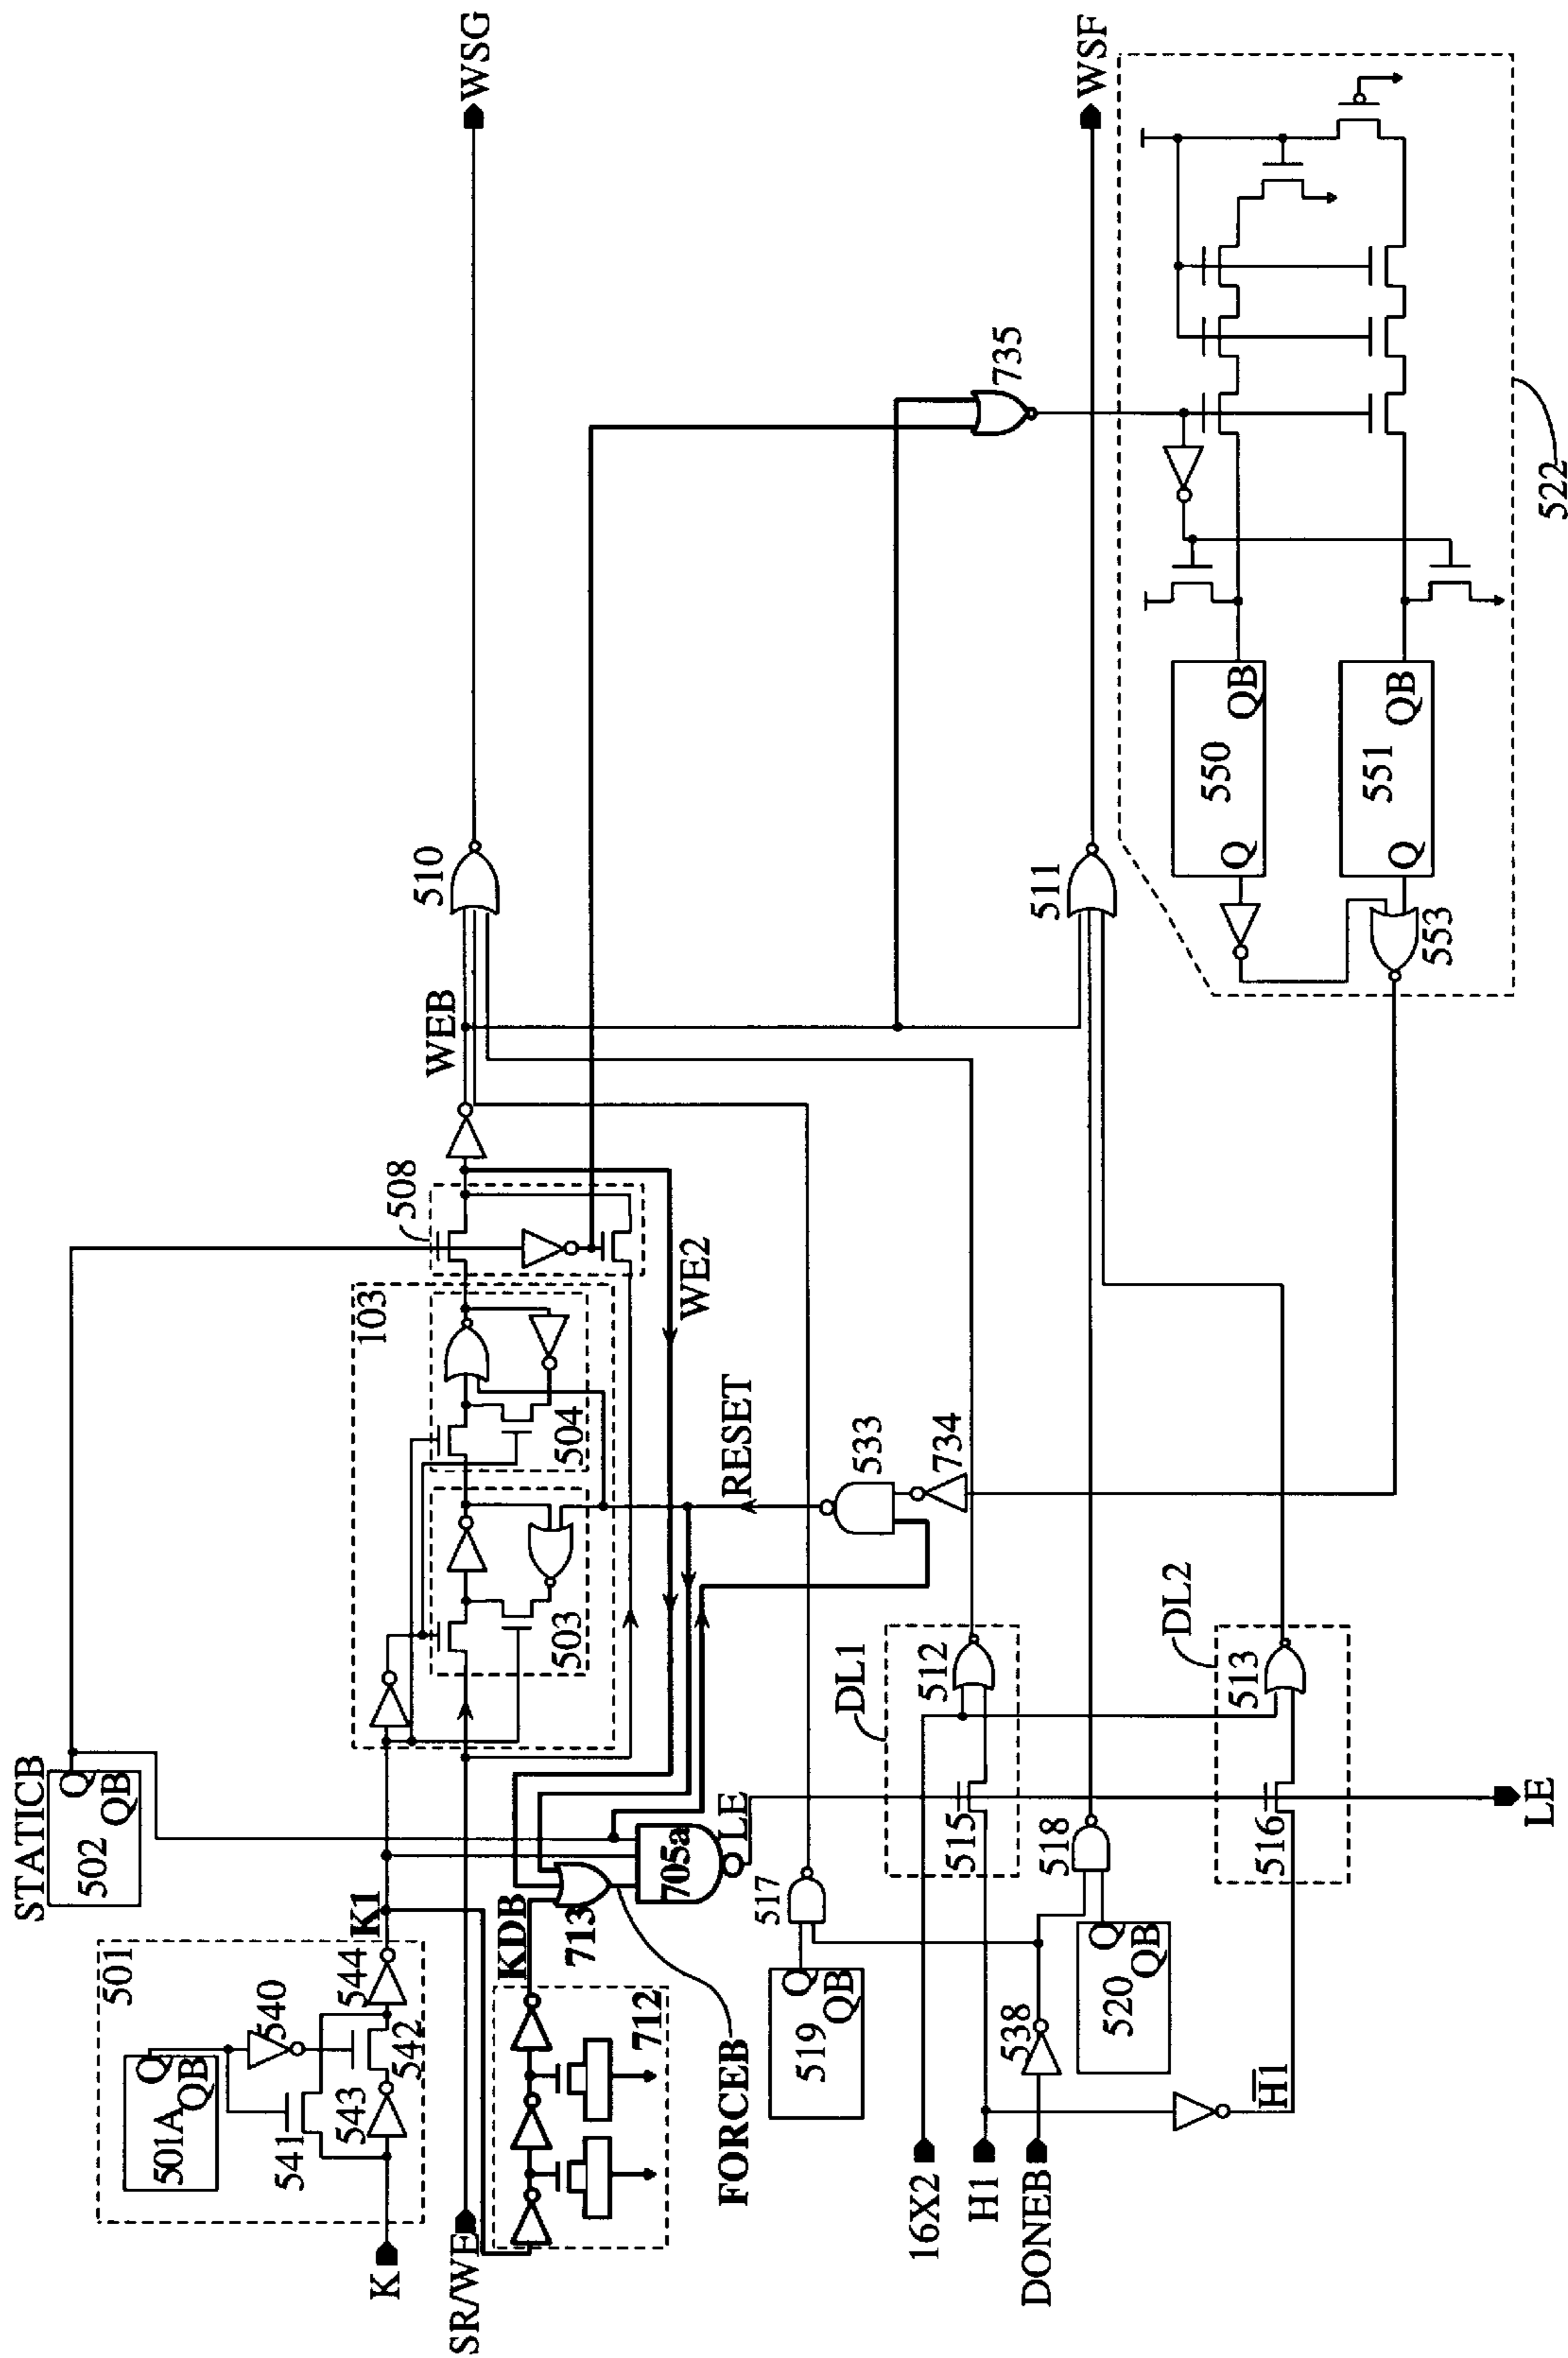 STATICB
502
Q
QB
501
501A
Q
QB
540
541
542
543
544
K
K1
SR/WE
103
503
504
508
WEB
510
WSG
WE2
RESET
KDB
712
713
FORCEB
705a
LE
533
734
735
517
519
Q
QB
DL1
512
515
16X2
H1
DONEB
538
518
520
Q
QB
H1
DL2
513
516
LE
511
WSF
550
Q
QB
551
Q
QB
553
522